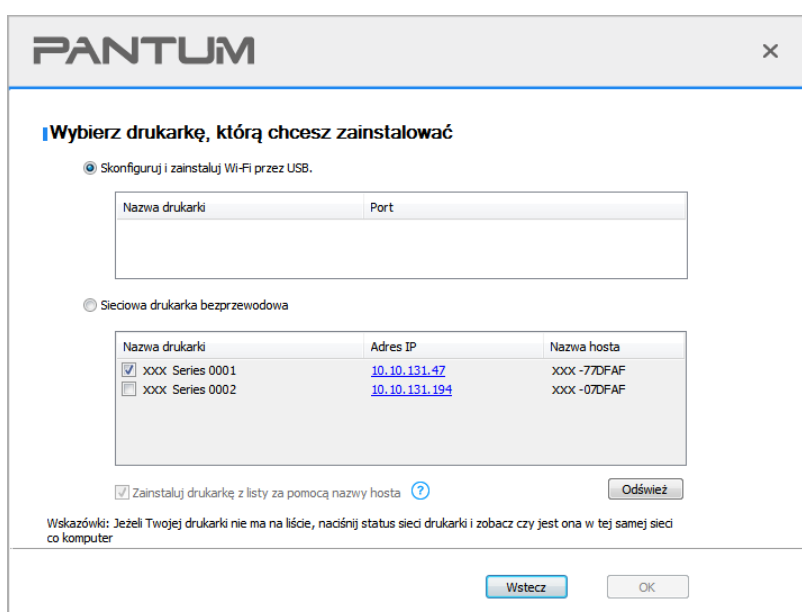 PANTUM
Wybierz drukarkę, którą chcesz zainstalować
Skonfiguruj i zainstaluj Wi-Fi przez USB.
Nazwa drukarki Port
Sieciowa drukarka bezprzewodowa
Nazwa drukarki Adres IP Nazwa hosta
XXX Series 0001 10.10.131.47 XXX -77DFAF
XXX Series 0002 10.10.131.194 XXX -07DFAF
Zainstaluj drukarkę z listy za pomocą nazwy hosta ? Odśwież
Wskazówki: Jeżeli Twojej drukarki nie ma na liście, naciśnij status sieci drukarki i zobacz czy jest ona w tej samej sieci
co komputer
Wstecz OK